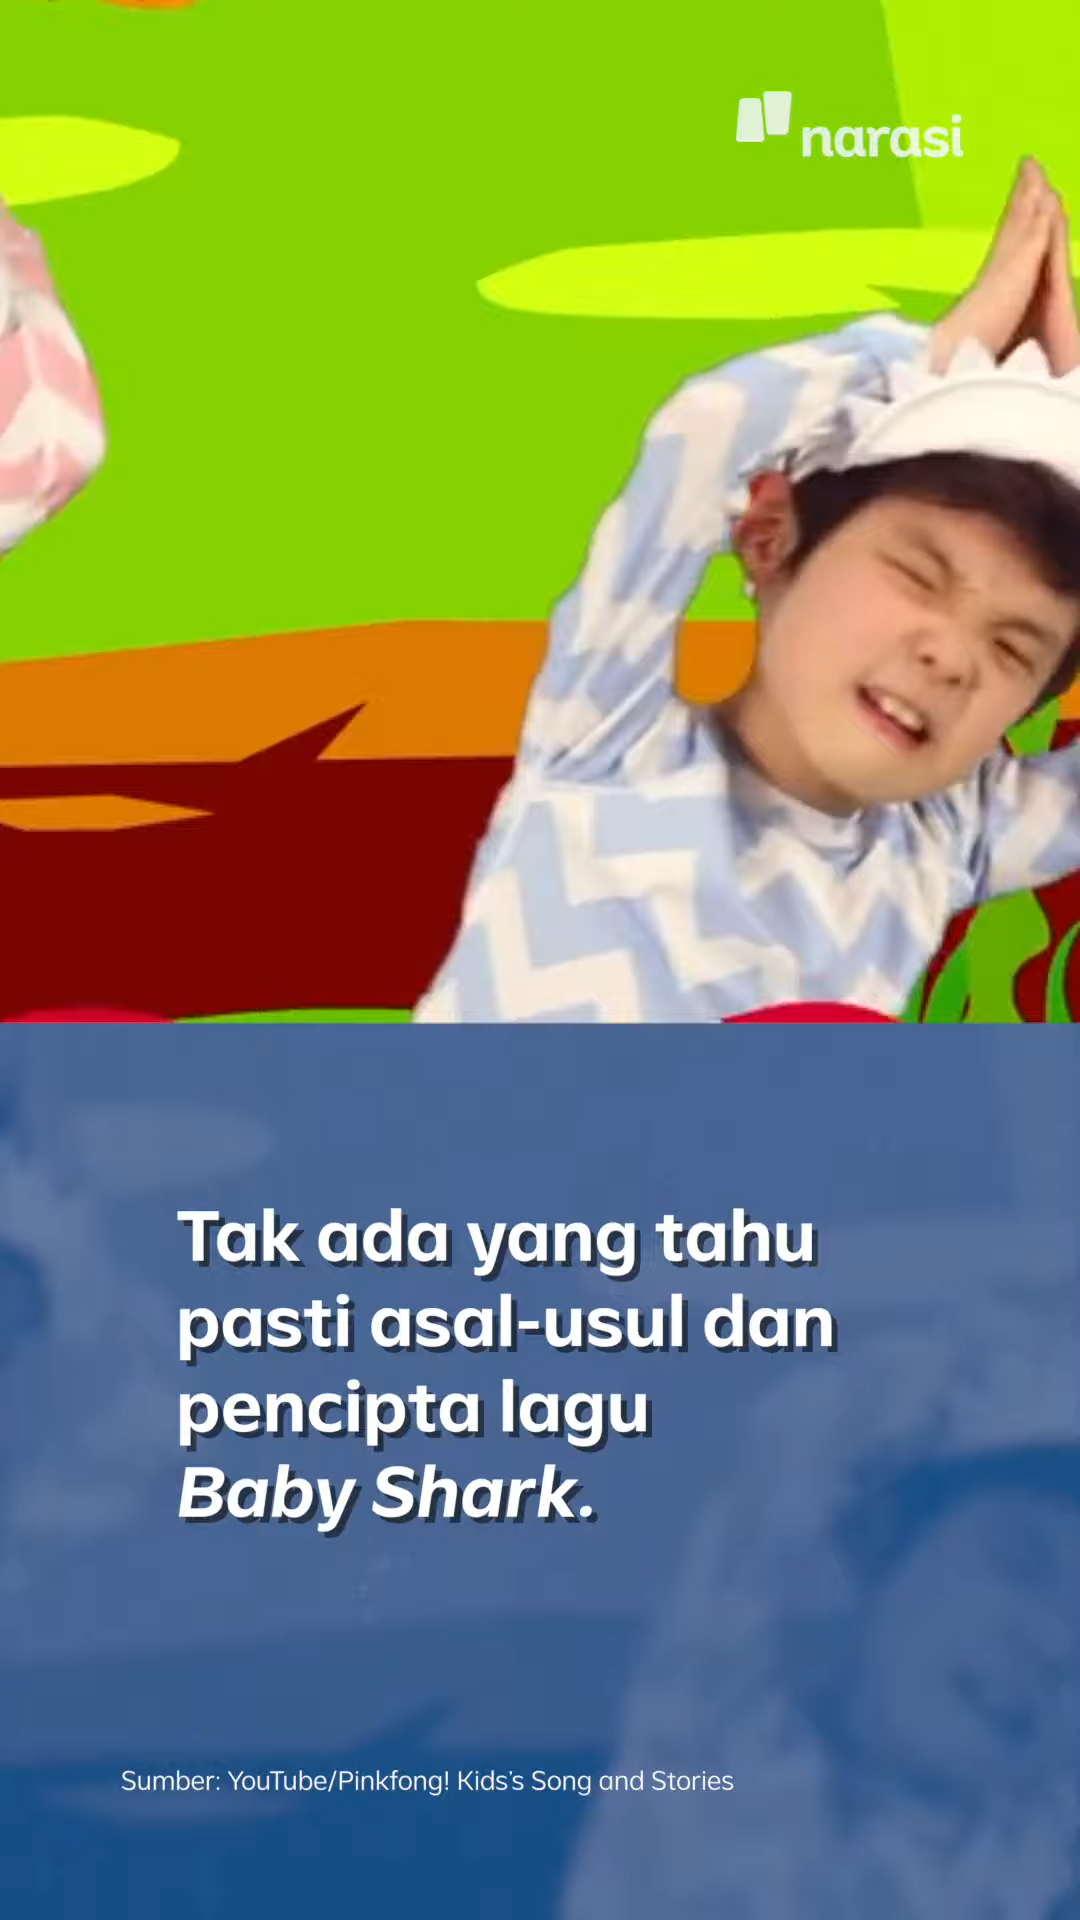 narasi
Tak ada yang tahu
pasti asal-usul dan
pencipta lagu
Baby Shark.
Sumber: YouTube/Pinkfong! Kids's Song and Stories